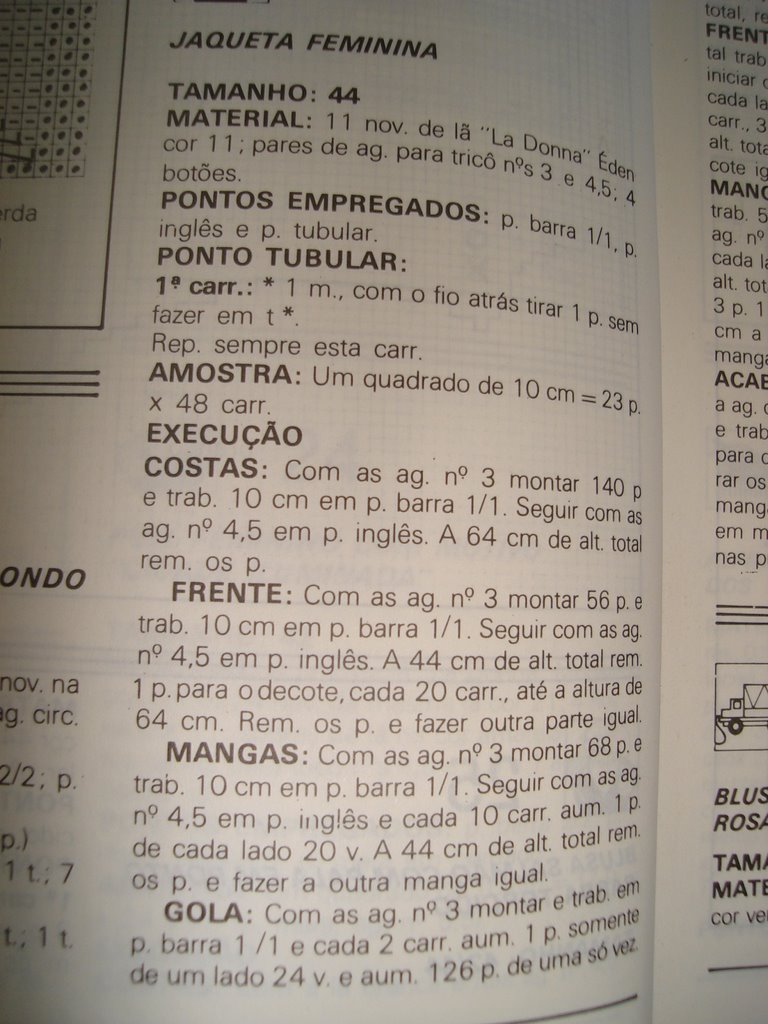 JAQUETA FEMININA
TAMANHO: 44
MATERIAL: 11 nov. de lã "La Donna" Éden
cor 11; pares de ag. para tricô nºs 3 e 4,5; 4
botões.
PONTOS EMPREGADOS: p. barra 1/1, p.
inglês e p. tubular.
PONTO TUBULAR:
1ª carr.: * 1 m., com o fio atrás tirar 1 p. sem
fazer em t *.
Rep. sempre esta carr.
AMOSTRA: Um quadrado de 10 cm = 23 p.
x 48 carr.
EXECUÇÃO
COSTAS: Com as ag. nº 3 montar 140 p
e trab. 10 cm em p. barra 1/1. Seguir com as
ag. nº 4,5 em p. inglês. A 64 cm de alt. total
rem. os p.
FRENTE: Com as ag. nº 3 montar 56 p. e
trab. 10 cm em p. barra 1/1. Seguir com as ag.
nº 4,5 em p. inglês. A 44 cm de alt. total rem.
1 p. para o decote, cada 20 carr., até a altura de
64 cm. Rem. os p. e fazer outra parte igual.
MANGAS: Com as ag. nº 3 montar 68 p. e
trab. 10 cm em p. barra 1/1. Seguir com as ag.
nº 4,5 em p. inglês e cada 10 carr. aum. 1 p.
de cada lado 20 v. A 44 cm de alt. total rem.
os p. e fazer a outra manga igual.
GOLA: Com as ag. nº 3 montar e trab. em
p. barra 1/1 e cada 2 carr. aum. 1 p. somente
de um lado 24 v. e aum. 126 p. de uma só vez.
erda
ONDO
nov. na
ag. circ.
2/2; p.
p.)
1 t.; 7
t.; 1 t.
total, re
FRENT
tal trab
iniciar
cada la
carr., 3
alt. tota
cote ig
MANG
trab. 5
ag. nº
cada la
alt. tot
3 p. 1
cm a
manga
ACAB
a ag.
e trab
para
rar os
manga
em m
nas p
BLUS
ROSA
TAMA
MATE
cor ver